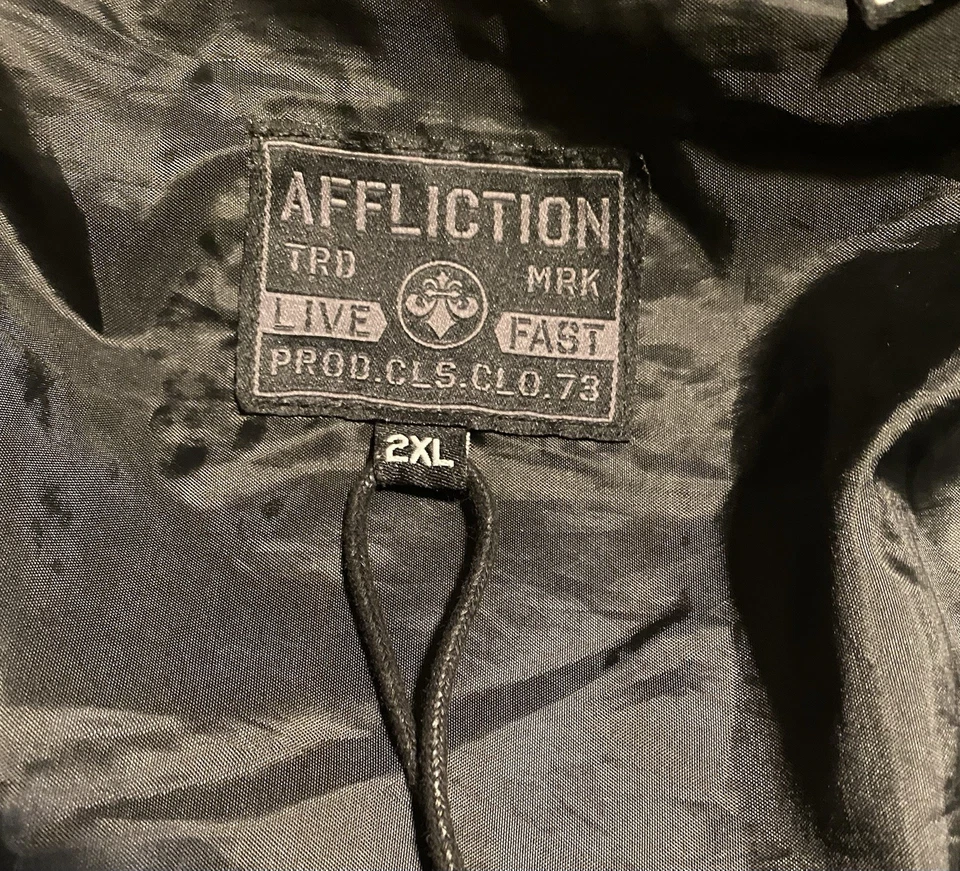 AFFLICTION
TRD MRK
LIVE FAST
PROD.CLS.CLO.73
2XL